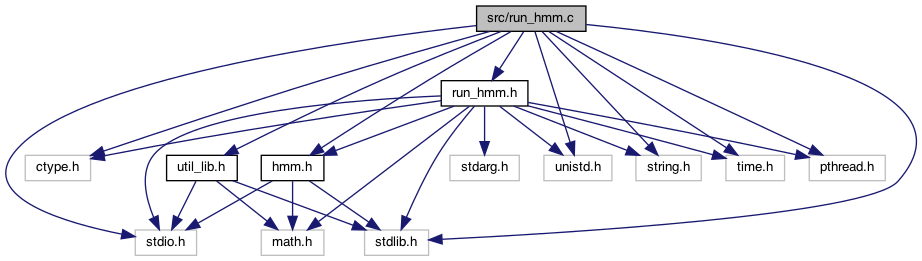 src/run_hmm.c
run_hmm.h
ctype.h
util_lib.h
hmm.h
stdarg.h
unistd.h
string.h
time.h
pthread.h
stdio.h
math.h
stdlib.h